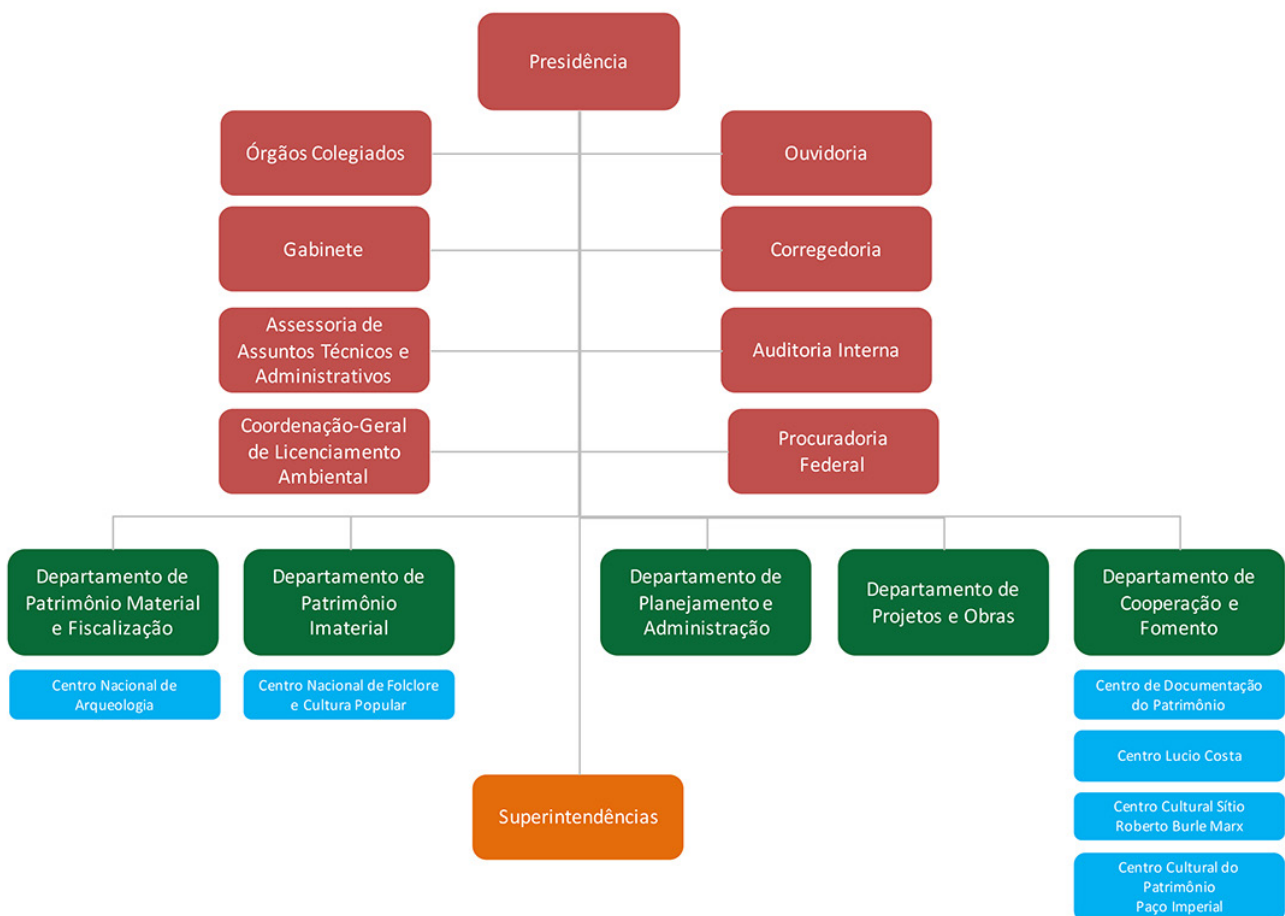 Presidência
Órgãos Colegiados
Ouvidoria
Gabinete
Corregedoria
Assessoria de
Assuntos Técnicos e
Administrativos
Auditoria Interna
Coordenação-Geral
de Licenciamento
Ambiental
Procuradoria
Federal
Departamento de
Patrimônio Material
e Fiscalização
Departamento de
Patrimônio
Imaterial
Departamento de
Planejamento e
Administração
Departamento de
Projetos e Obras
Departamento de
Cooperação e
Fomento
Centro Nacional de
Arqueologia
Centro Nacional de Folclore
e Cultura Popular
Centro de Documentação
do Patrimônio
Centro Lucio Costa
Centro Cultural Sítio
Roberto Burle Marx
Centro Cultural do
Patrimônio
Paço Imperial
Superintendências